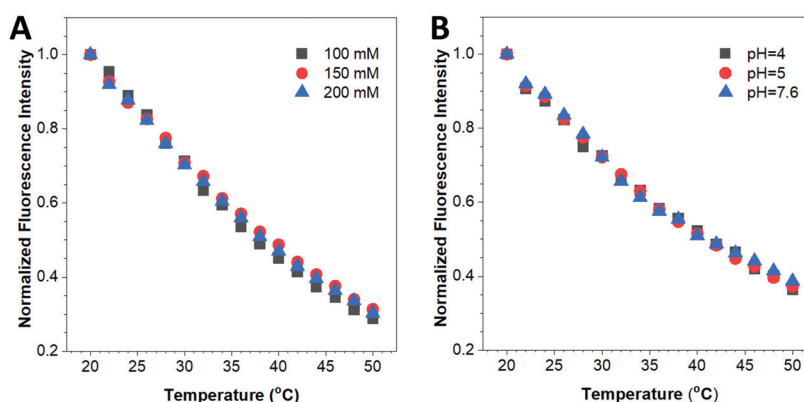 A
Normalized Fluorescence Intensity
1.0
0.8
0.6
0.4
0.2
100 mM
150 mM
200 mM
20 25 30 35 40 45 50
Temperature (°C)
B
Normalized Fluorescence Intensity
1.0
0.8
0.6
0.4
0.2
pH=4
pH=5
pH=7.6
20 25 30 35 40 45 50
Temperature (°C)